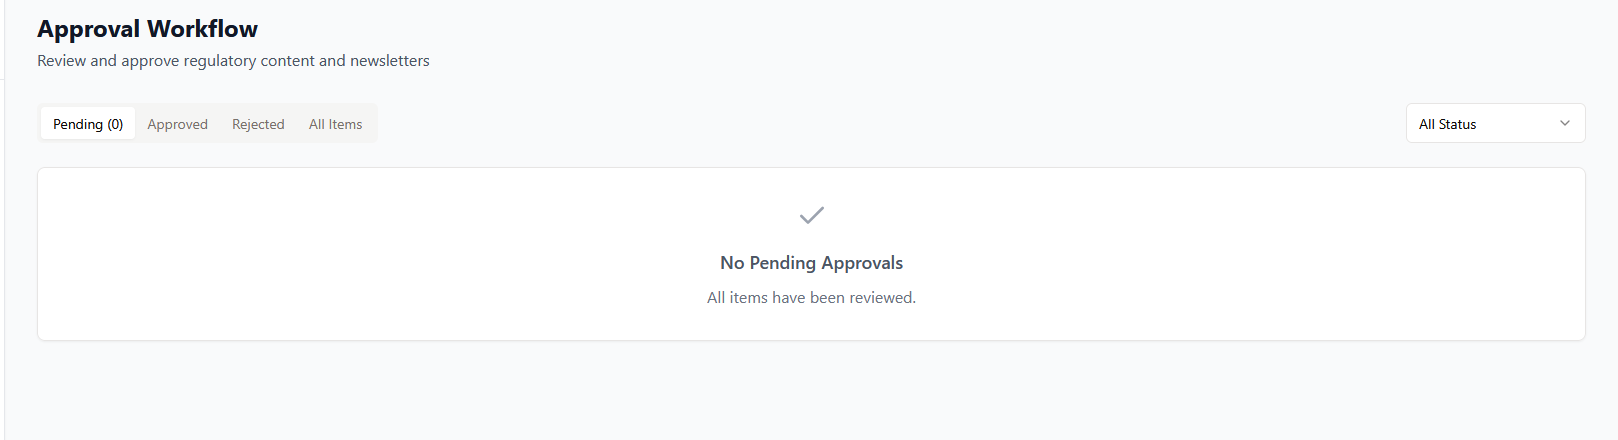 Approval Workflow
Review and approve regulatory content and newsletters
Pending (0) Approved Rejected All Items
All Status
No Pending Approvals
All items have been reviewed.